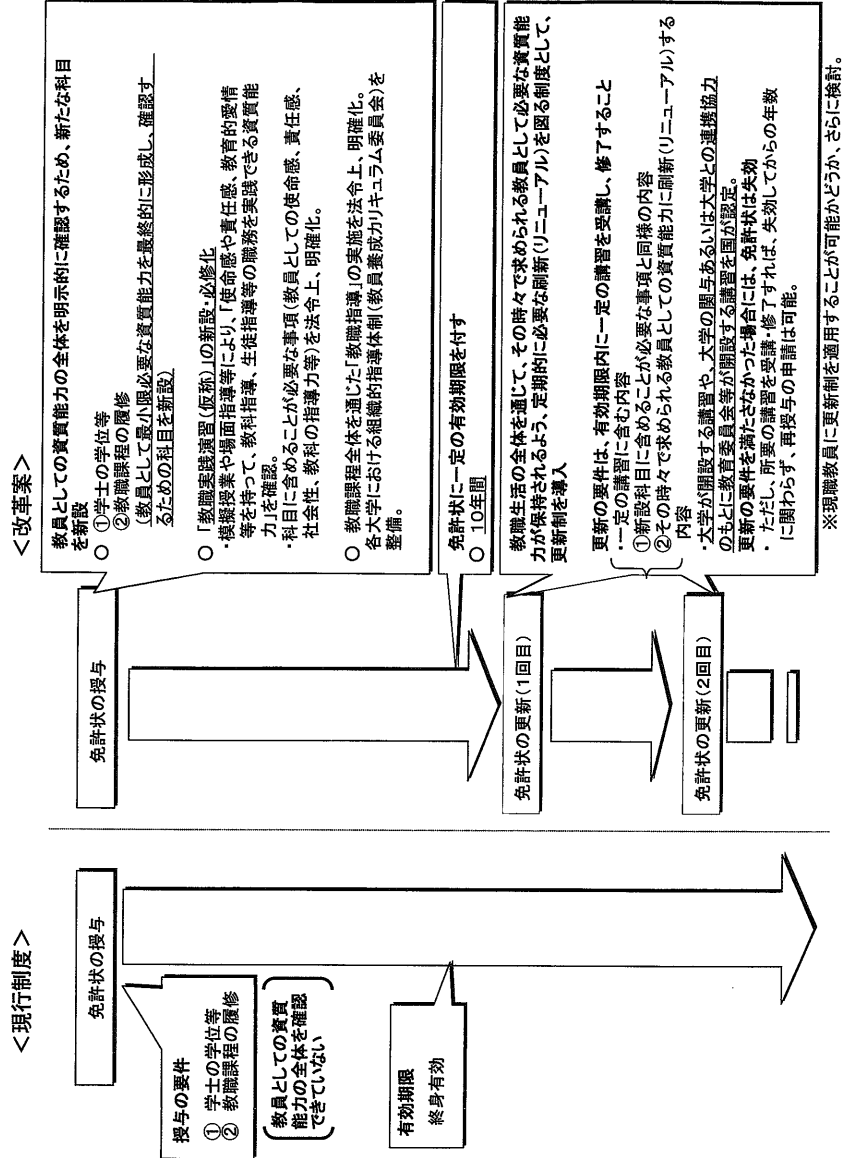 <現行制度>
免許状の授与
授与の要件
① 学士の学位等
② 教職課程の履修
教員としての資質
能力の全体を確認
できていない
有効期限
終身有効
<改革案>
免許状の授与
教員としての資質能力の全体を明示的に確認するため、新たな科目
を新設
○ ①学士の学位等
②教職課程の履修
(教員として最小限必要な資質能力を最終的に形成し、確認す
るための科目を新設)
○ 「教職実践演習(仮称)」の新設・必修化
・模擬授業や場面指導等により、「使命感や責任感、教育的愛情
等を持って、教科指導、生徒指導等の職務を実践できる資質能
力」を確認。
・科目に含めることが必要な事項(教員としての使命感、責任感、
社会性、教科の指導力等)を法令上、明確化。
○ 教職課程全体を通じた「教職指導」の実施を法令上、明確化。
各大学における組織的指導体制(教員養成カリキュラム委員会)を
整備。
免許状に一定の有効期限を付す
○ 10年間
免許状の更新(1回目)
教職生活の全体を通じて、その時々で求められる教員として必要な資質能
力が保持されるよう、定期的に必要な刷新(リニューアル)を図る制度として、
更新制を導入
更新の要件は、有効期限内に一定の講習を受講し、修了すること
・一定の講習に含む内容
①新設科目に含めることが必要な事項と同様の内容
②その時々で求められる教員としての資質能力に刷新(リニューアル)する
内容
・大学が開設する講習や、大学の関与あるいは大学との連携協力
のもとに教育委員会等が開設する講習を国が認定。
更新の要件を満たさなかった場合には、免許状は失効
・ ただし、所要の講習を受講・修了すれば、失効してからの年数
に関わらず、再授与の申請は可能。
免許状の更新(2回目)
※現職教員に更新制を適用することが可能かどうか、さらに検討。